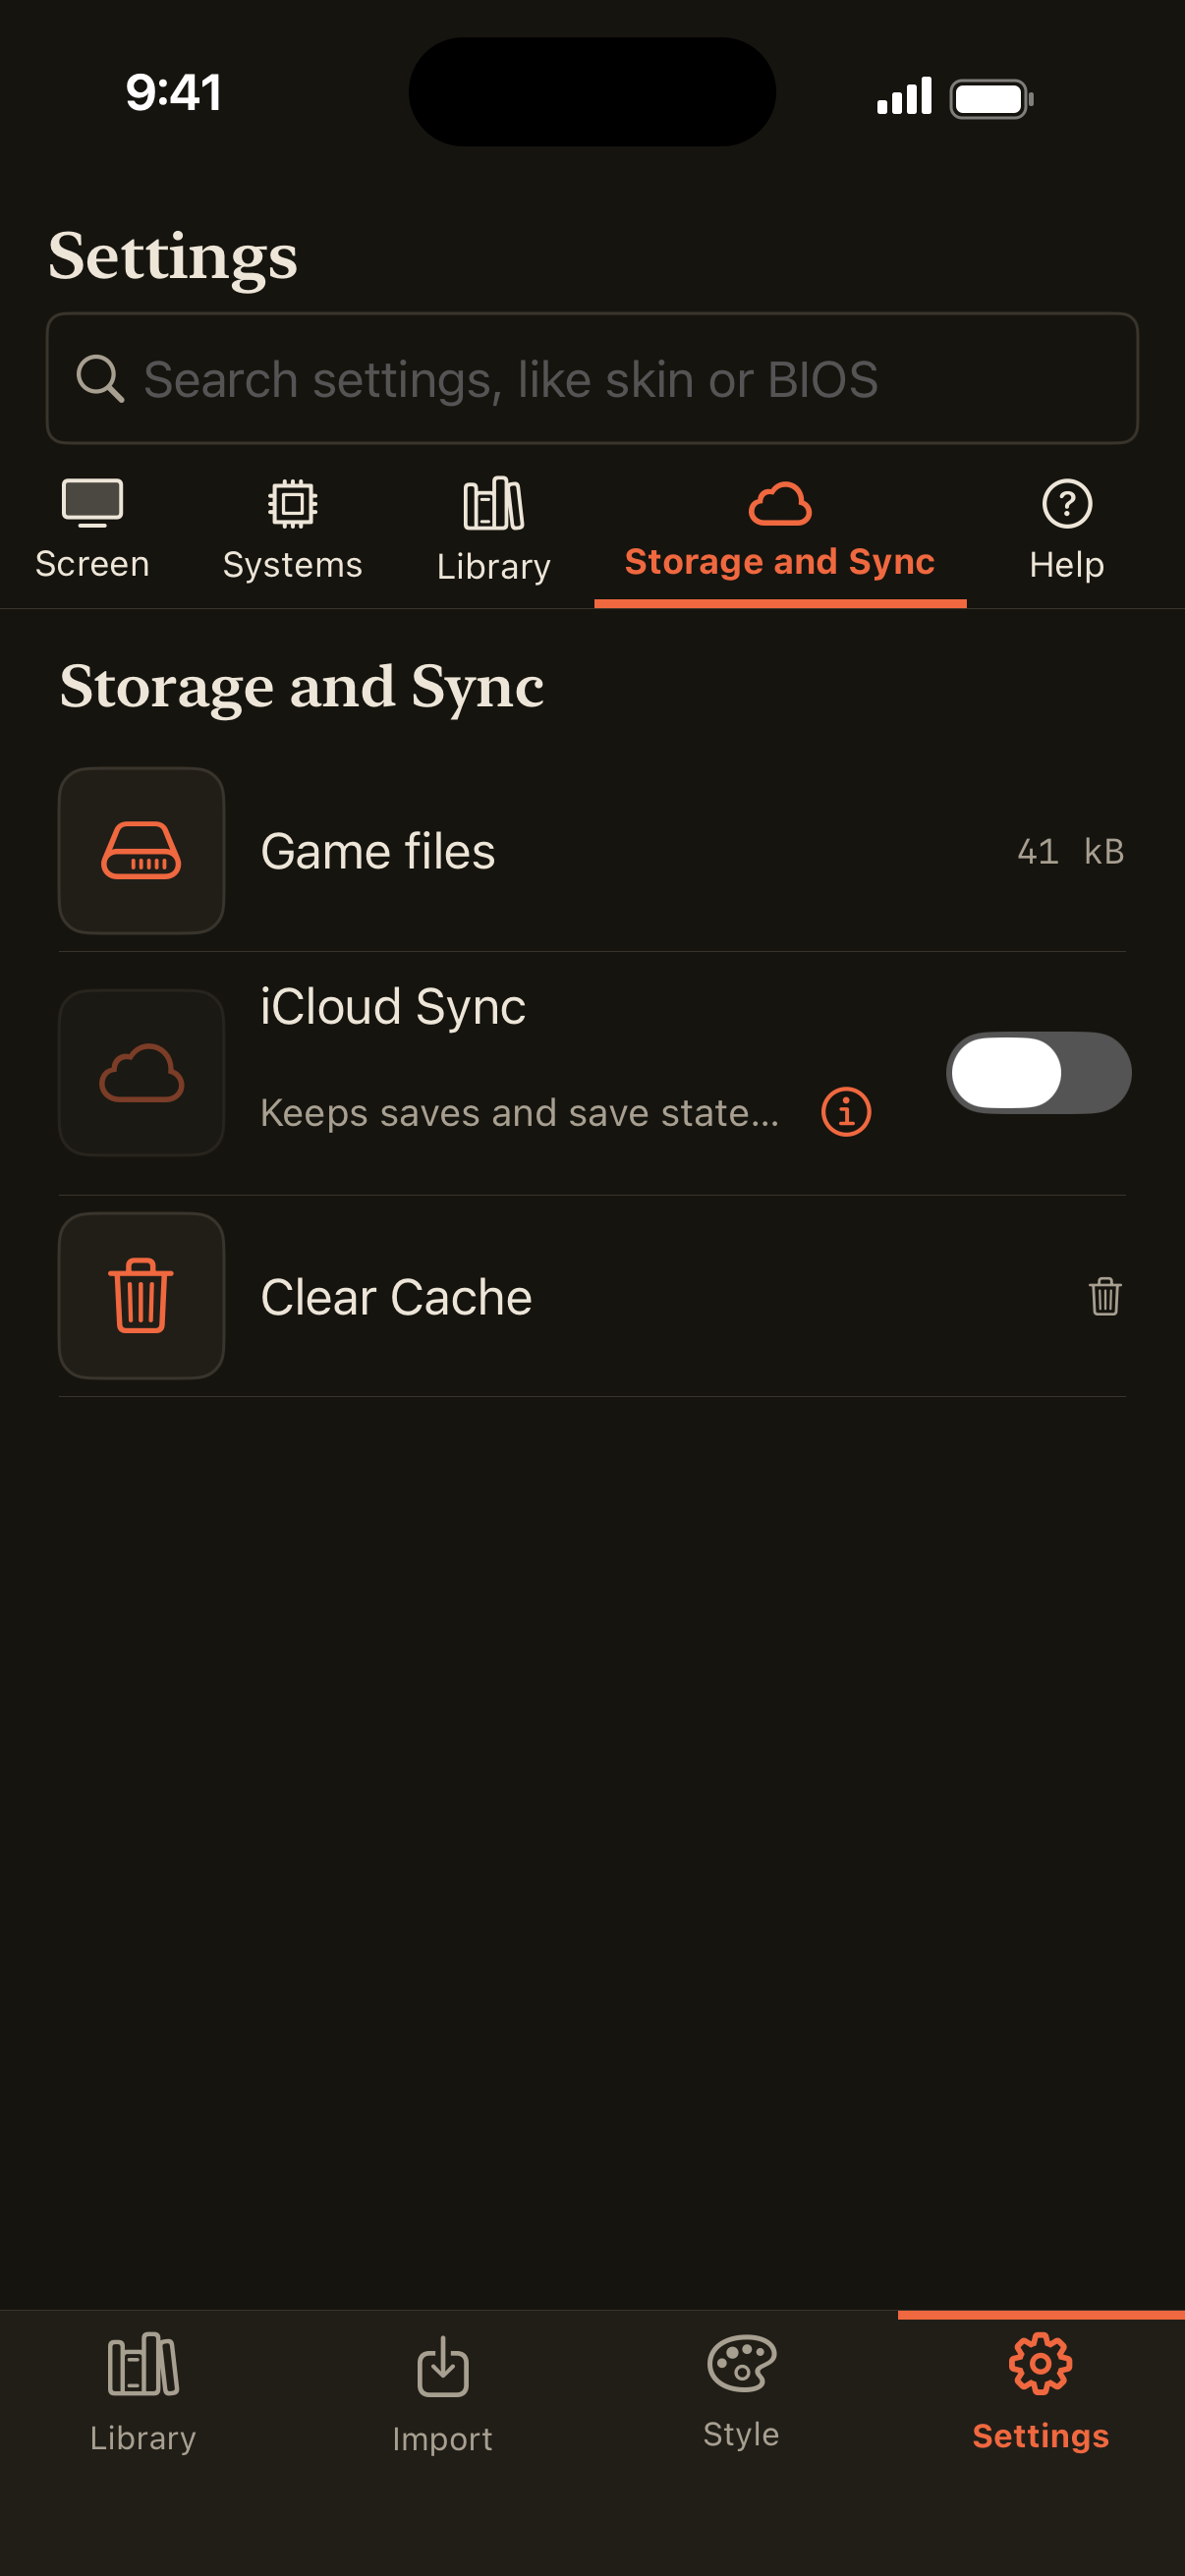 9:41
Settings
Search settings, like skin or BIOS
Screen
Systems
Library
Storage and Sync
Help
Storage and Sync
Game files
41 kB
iCloud Sync
Keeps saves and save state...
Clear Cache
Library
Import
Style
Settings